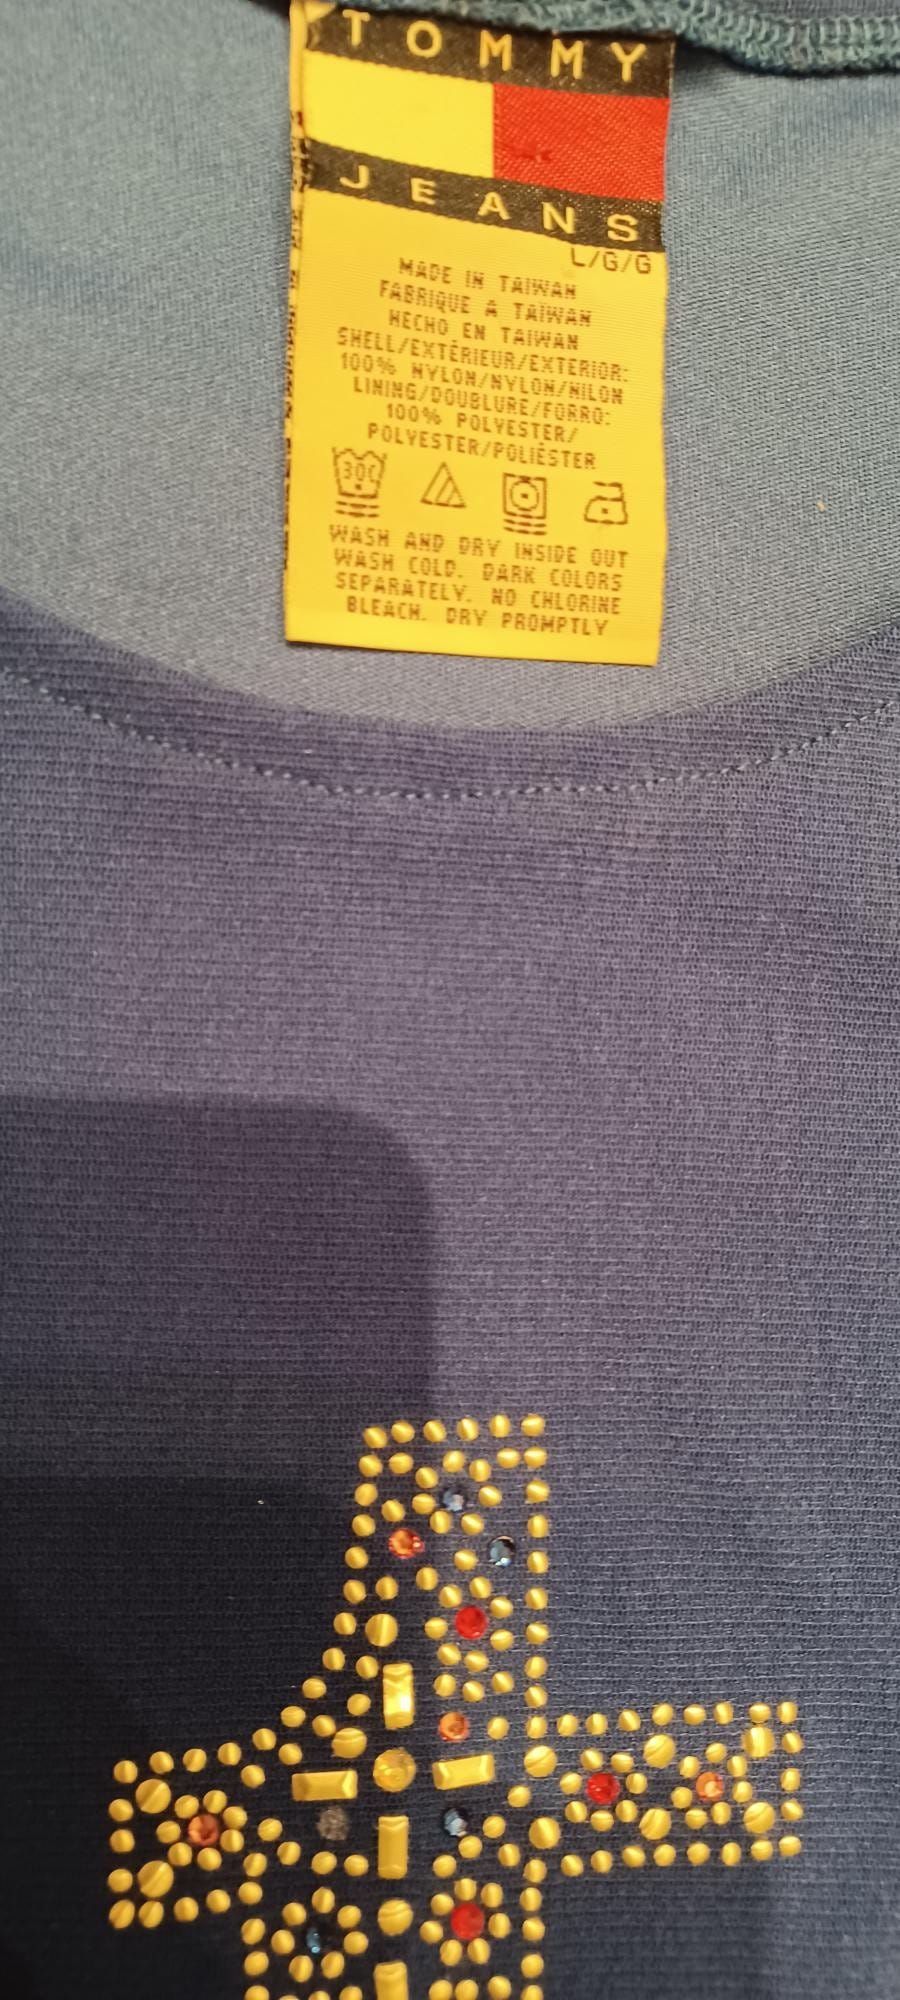 TOMMY
JEANS
L/G/G
MADE IN TAIWAN
FABRIQUE A TAÏWAN
HECHO EN TAIWAN
SHELL/EXTÉRIEUR/EXTERIOR:
100% NYLON/NYLON/NILON
LINING/DOUBLURE/FORRO:
100% POLYESTER/
POLYESTER/POLIÉSTER
30C
WASH AND DRY INSIDE OUT
WASH COLD. DARK COLORS
SEPARATELY. NO CHLORINE
BLEACH. DRY PROMPTLY